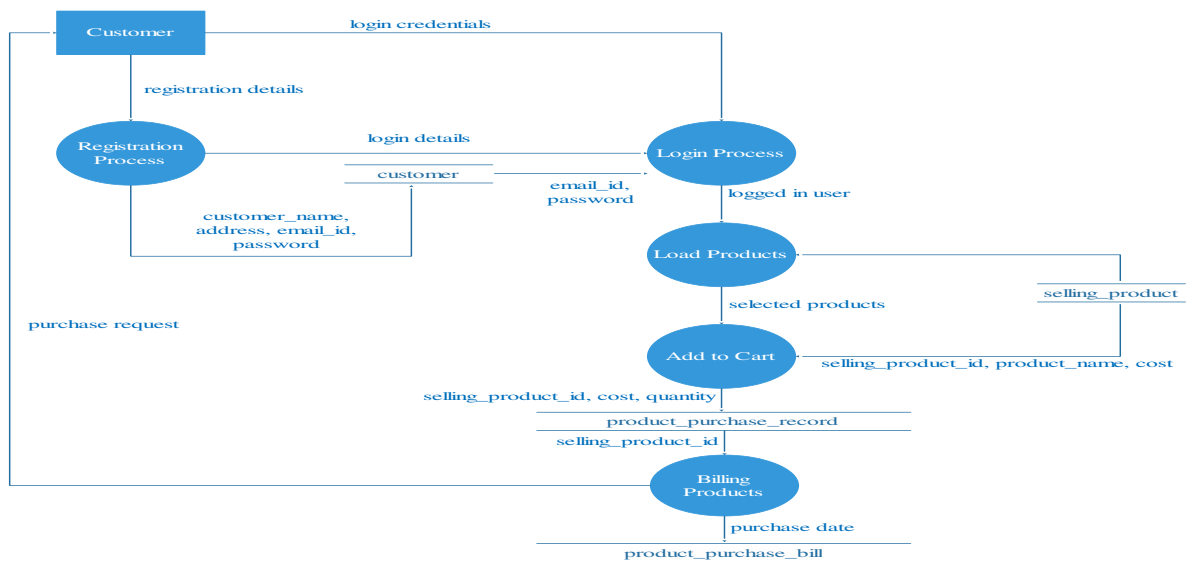 login credentials
Customer
registration details
login details
Registration
Process
Login Process
customer
email_id,
password
logged in user
customer_name,
address, email_id,
password
Load Products
selling_product
selected products
purchase request
Add to Cart
selling_product_id, product_name, cost
selling_product_id, cost, quantity
product_purchase_record
selling_product_id
Billing
Products
purchase date
product_purchase_bill